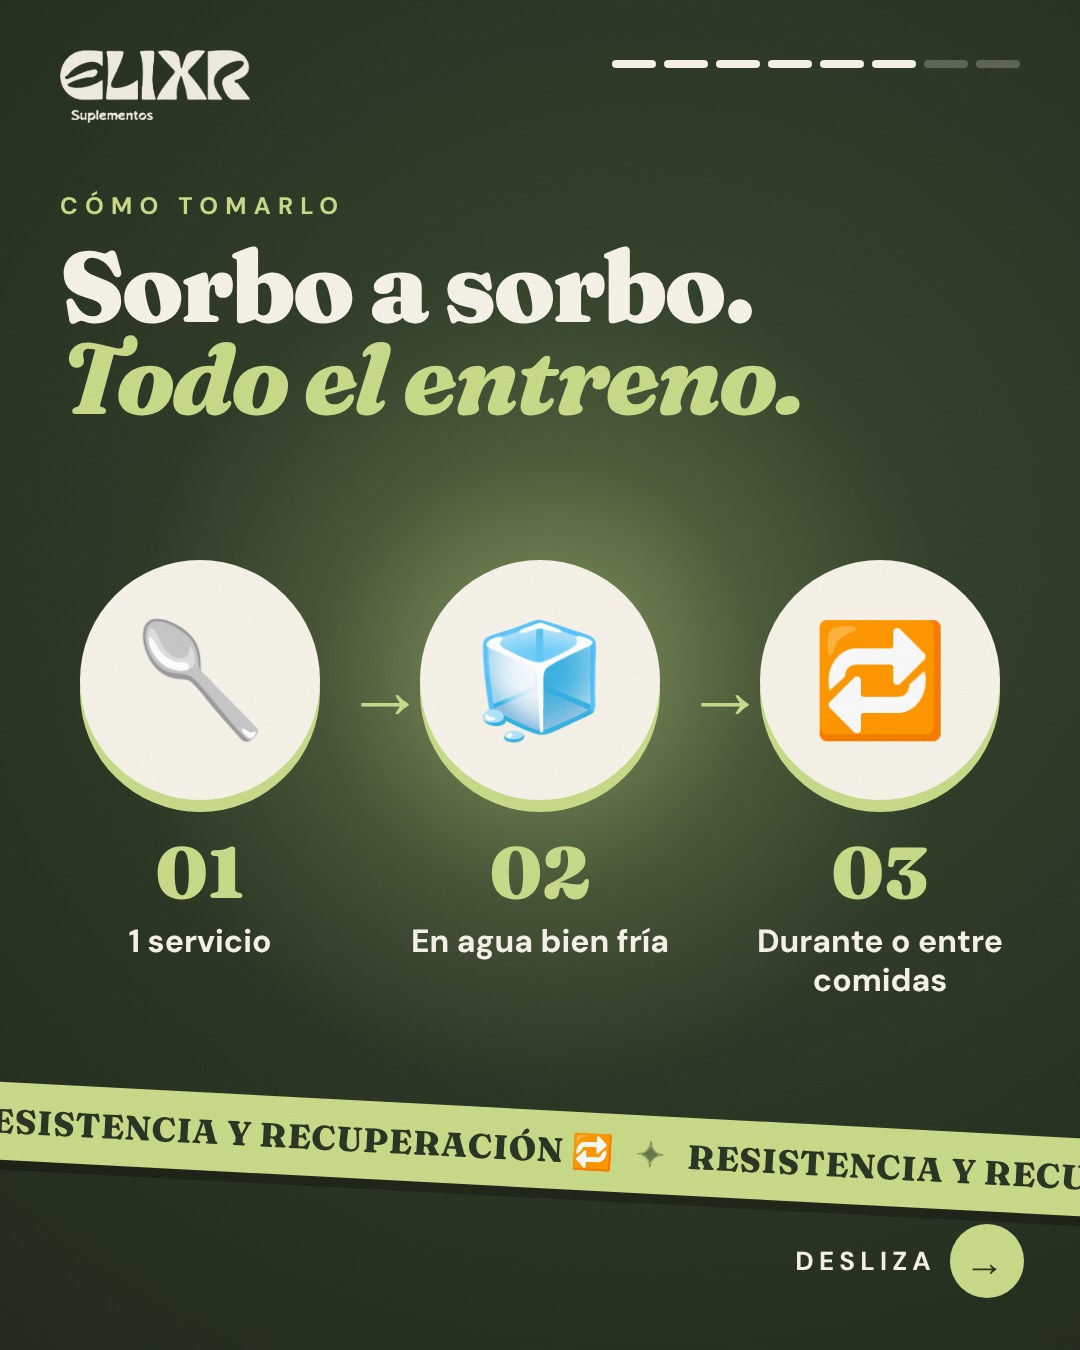 ELIXR
Suplementos
CÓMO TOMARLO
Sorbo a sorbo.
Todo el entreno.
→
→
01
02
03
1 servicio
En agua bien fría
Durante o entre
comidas
ESISTENCIA Y RECUPERACIÓN 🔁 ✦ RESISTENCIA Y RECU
DESLIZA →